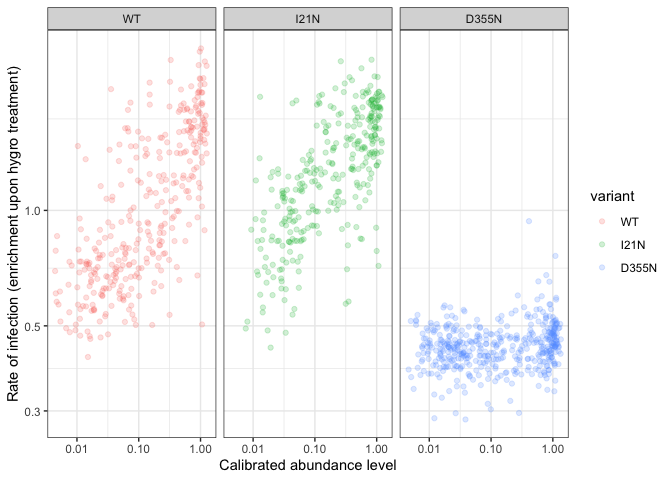 WT I21N D355N
Rate of infection (enrichment upon hygro treatment)
1.0
0.5
0.3
0.01 0.10 1.00 0.01 0.10 1.00 0.01 0.10 1.00
Calibrated abundance level
variant
WT
I21N
D355N